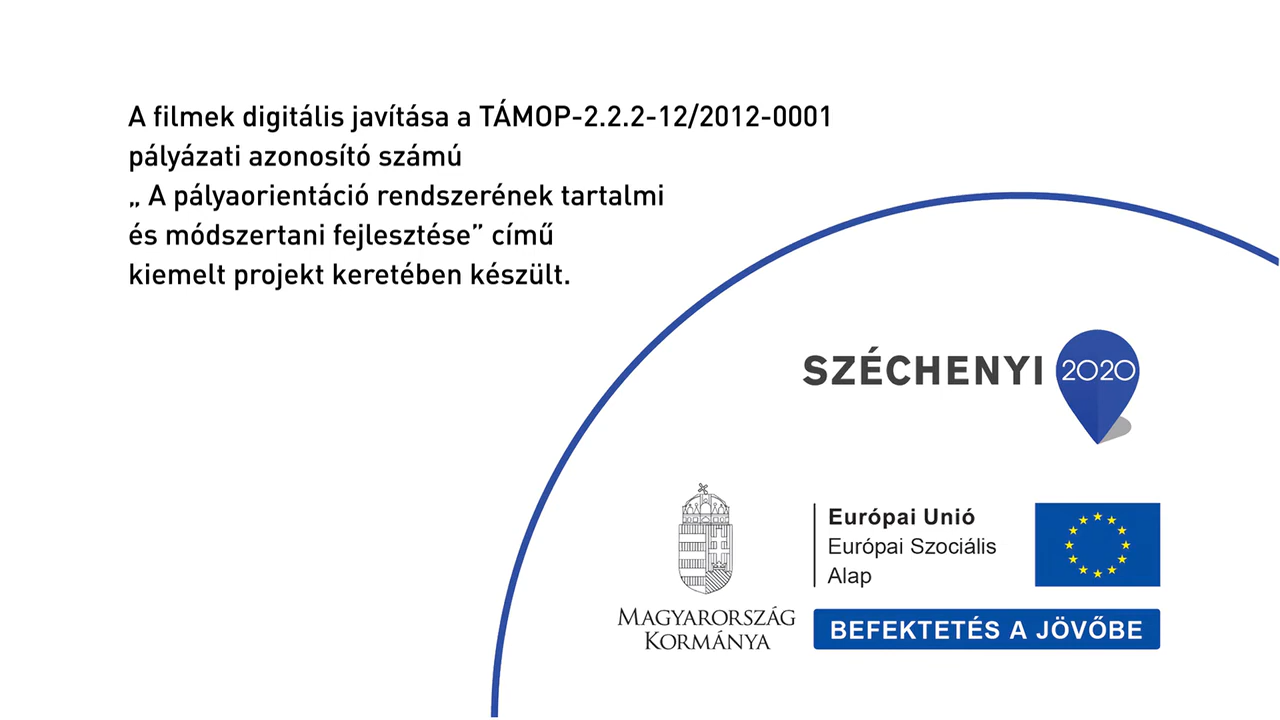 A filmek digitális javítása a TÁMOP-2.2.2-12/2012-0001
pályázati azonosító számú
„ A pályaorientáció rendszerének tartalmi
és módszertani fejlesztése” című
kiemelt projekt keretében készült.
SZÉCHENYI 2020
MAGYARORSZÁG
KORMÁNYA
Európai Unió
Európai Szociális
Alap
BEFEKTETÉS A JÖVŐBE